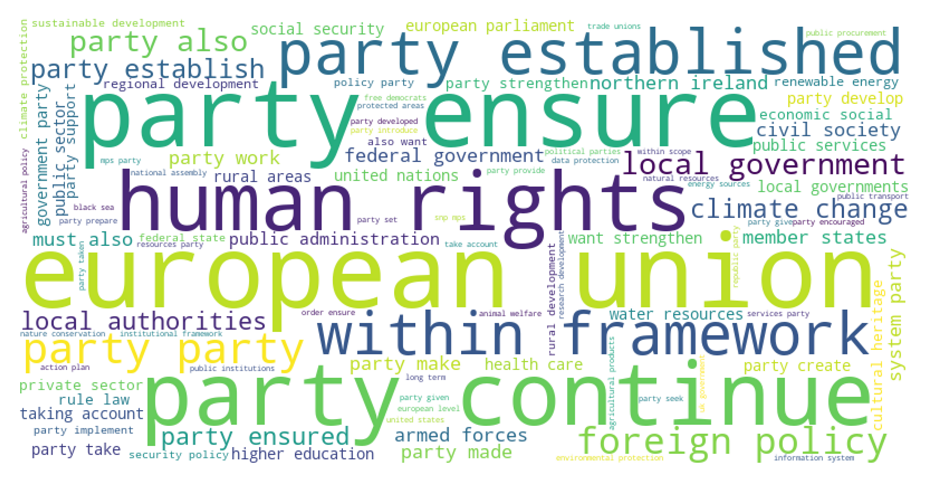 sustainable development
social security
european parliament
trade unions
public procurement
party also
party established
party establish
regional development
policy party
party strengthen
northern ireland
renewable energy
climate protection
party ensure
free democrats
protected areas
party develop
economic social
civil society
public services
party developed
party introduce
also want
government party
public sector
party support
mps party
party work
federal government
political parties
within scope
data protection
local government
agricultural policy
national assembly
rural areas
united nations
party provide
natural resources
energy sources
local governments
public transport
human rights
black sea
party prepare
party set
snp mps
climate change
party give
party encouraged
must also
federal state
public administration
take account
want strengthen
member states
resources party
party taken
research development
republic party
european union
rural development
system party
cultural heritage
local authorities
order ensure
animal welfare
water resources
services party
nature conservation
institutional framework
within framework
party party
action plan
public institutions
party make
health care
agricultural products
uk government
party create
private sector
long term
rule law
party continue
party given
party seek
taking account
european level
united states
party implement
party ensured
armed forces
foreign policy
party take
security policy
higher education
party made
environmental protection
information system